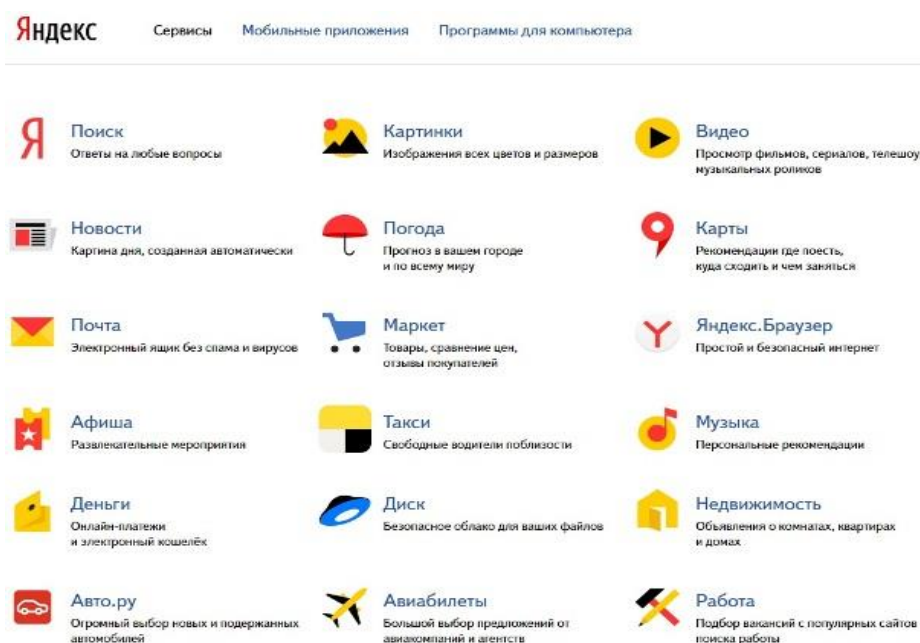 Яндекс Сервисы Мобильные приложения Программы для компьютера
Поиск
Ответы на любые вопросы
Картинки
Изображения всех цветов и размеров
Видео
Просмотр фильмов, сериалов, телешоу
музыкальных роликов
Новости
Картина дня, созданная автоматически
Погода
Прогноз в вашем городе
и по всему миру
Карты
Рекомендации где поесть,
куда сходить и чем заняться
Почта
Электронный ящик без спама и вирусов
Маркет
Товары, сравнение цен,
отзывы покупателей
Яндекс.Браузер
Простой и безопасный интернет
Афиша
Развлекательные мероприятия
Такси
Свободные водители поблизости
Музыка
Персональные рекомендации
Деньги
Онлайн-платежи
и электронный кошелёк
Диск
Безопасное облако для ваших файлов
Недвижимость
Объявления о комнатах, квартирах
и домах
Авто.ру
Огромный выбор новых и подержанных
автомобилей
Авиабилеты
Большой выбор предложений от
авиакомпаний и агентств
Работа
Подбор вакансий с популярных сайтов
поиска работы